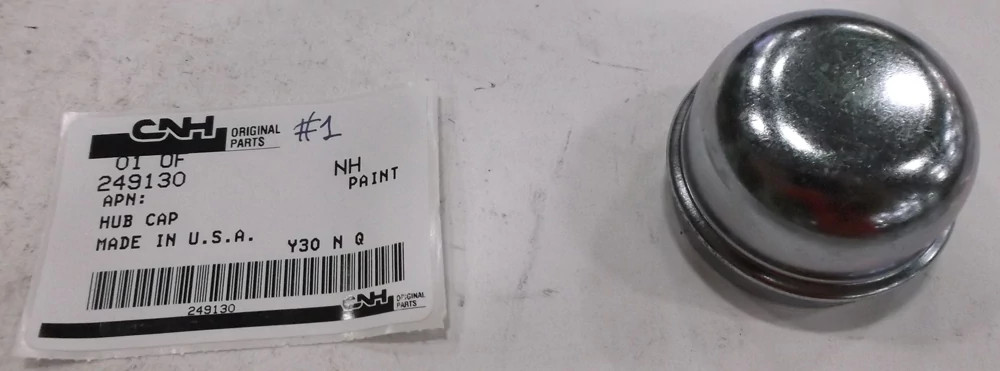 CNH ORIGINAL PARTS #1
01 OF
249130
NH
PAINT
APN:
HUB CAP
MADE IN U.S.A.
Y30 N Q
249130
CNH ORIGINAL PARTS